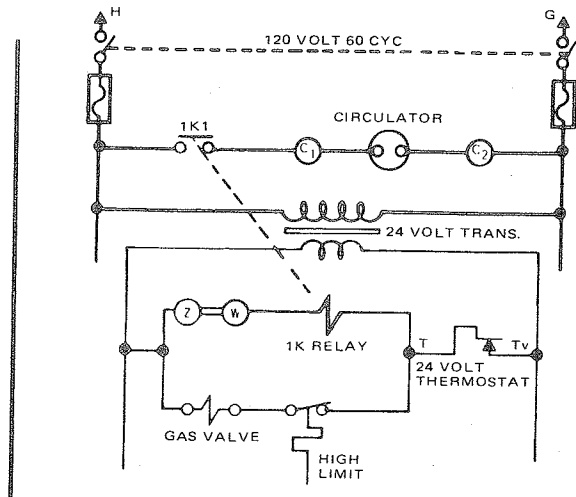 H
G
120 VOLT 60 CYC
1K1
CIRCULATOR
C1
C2
24 VOLT TRANS.
Z
W
1K RELAY
T
Tv
24 VOLT
THERMOSTAT
GAS VALVE
HIGH
LIMIT